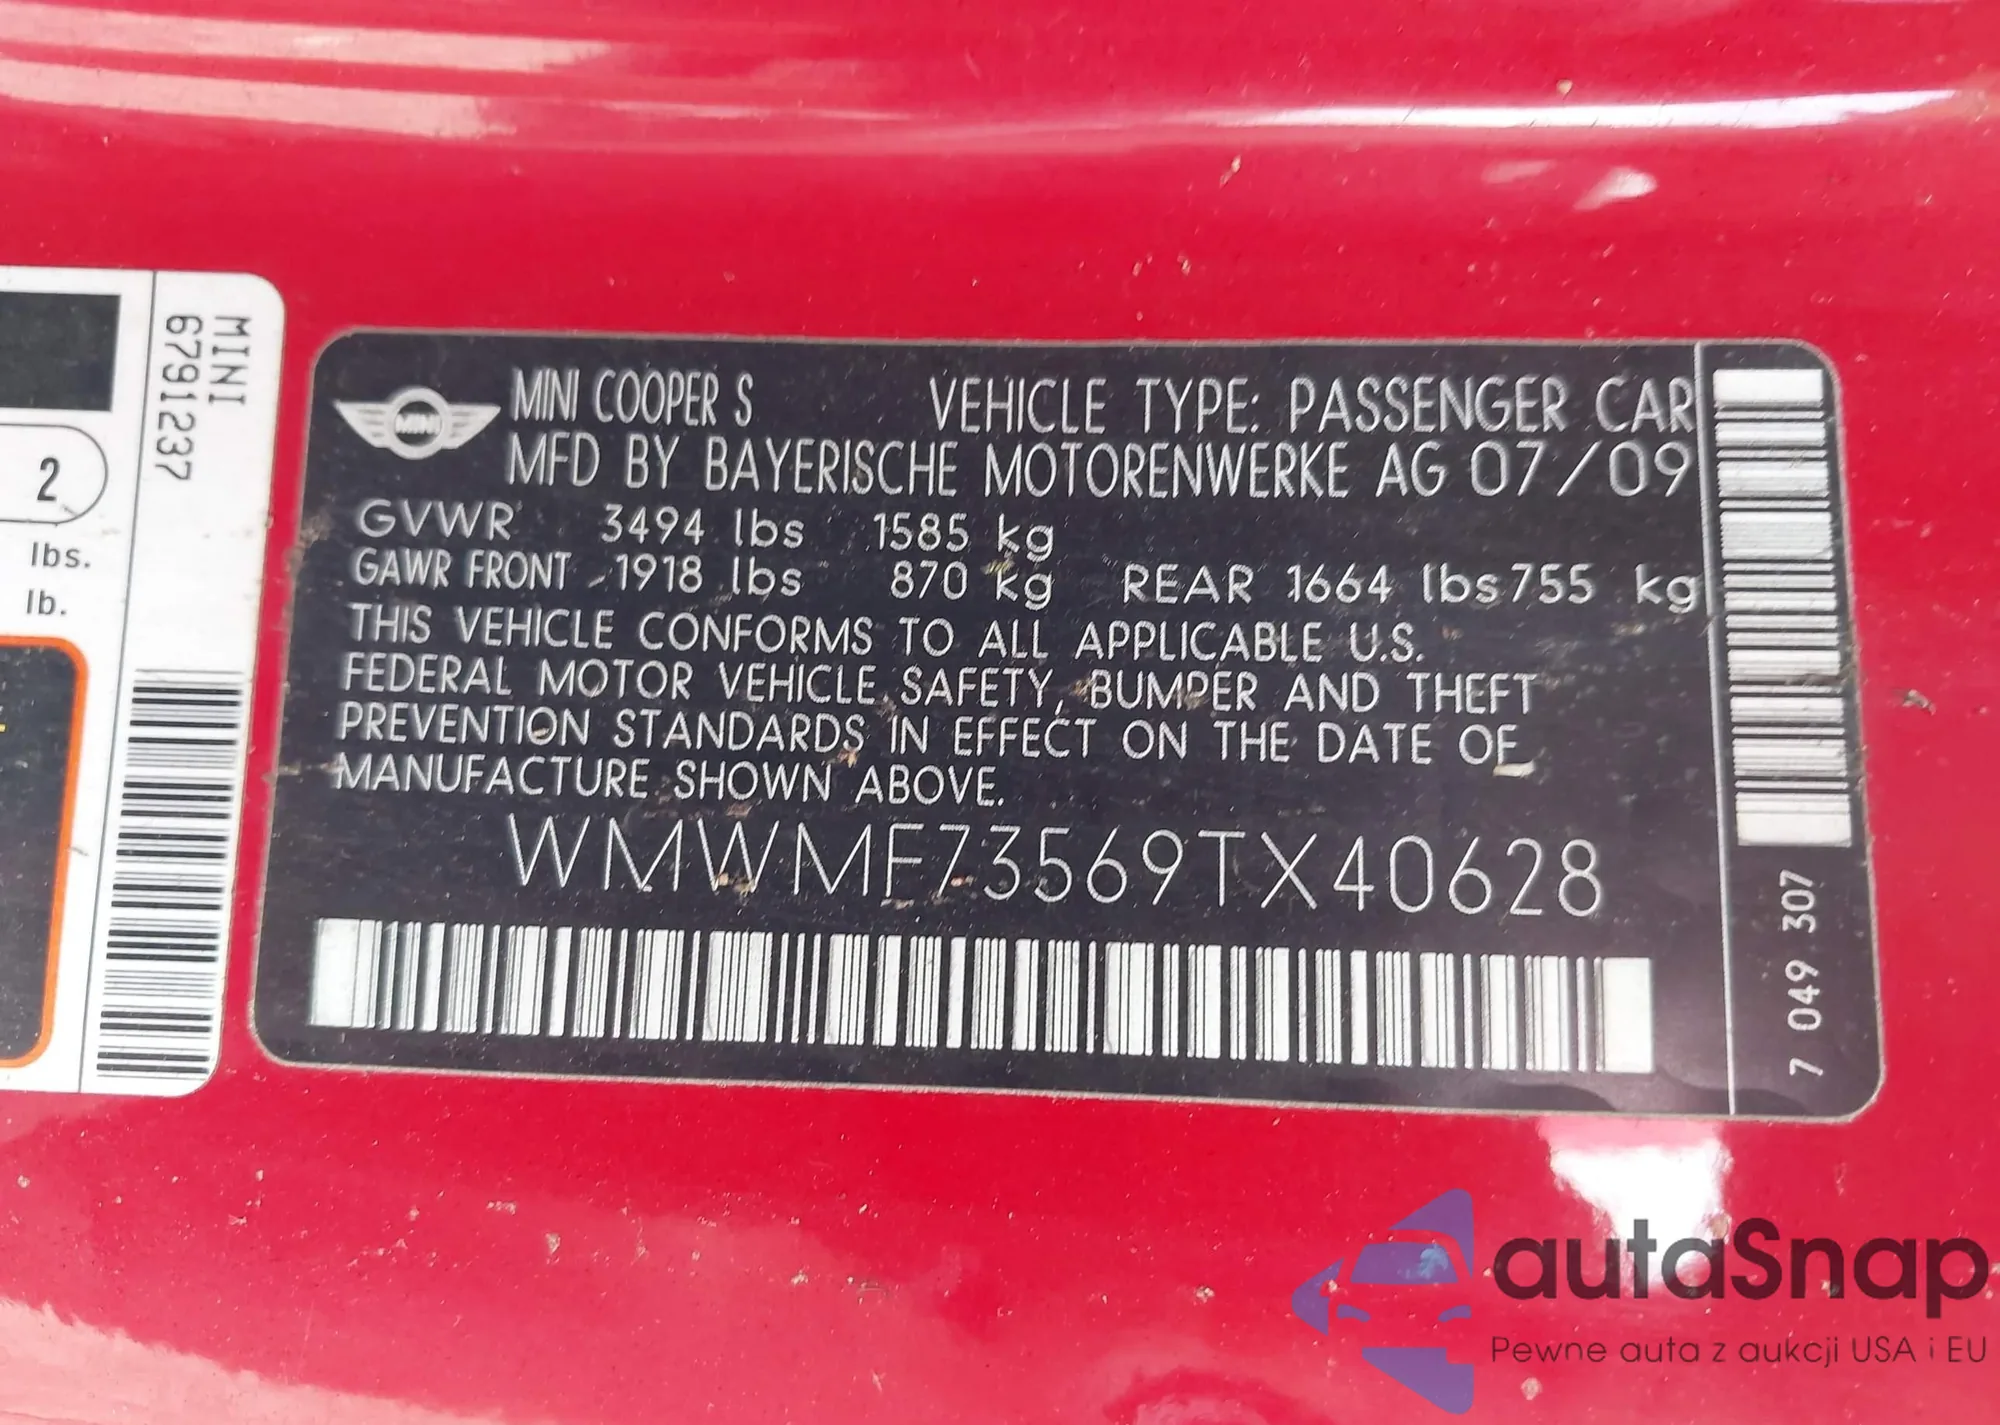 MINI
6791237
2
lbs.
lb.
MINI
MINI COOPER S VEHICLE TYPE: PASSENGER CAR
MFD BY BAYERISCHE MOTORENWERKE AG 07/09
GVWR 3494 lbs 1585 kg
GAWR FRONT 1918 lbs 870 kg REAR 1664 lbs 755 kg
THIS VEHICLE CONFORMS TO ALL APPLICABLE U.S.
FEDERAL MOTOR VEHICLE SAFETY, BUMPER AND THEFT
PREVENTION STANDARDS IN EFFECT ON THE DATE OF
MANUFACTURE SHOWN ABOVE.
WMWMF73569TX40628
7 049 307
autaSnap
Pewne auta z aukcji USA i EU